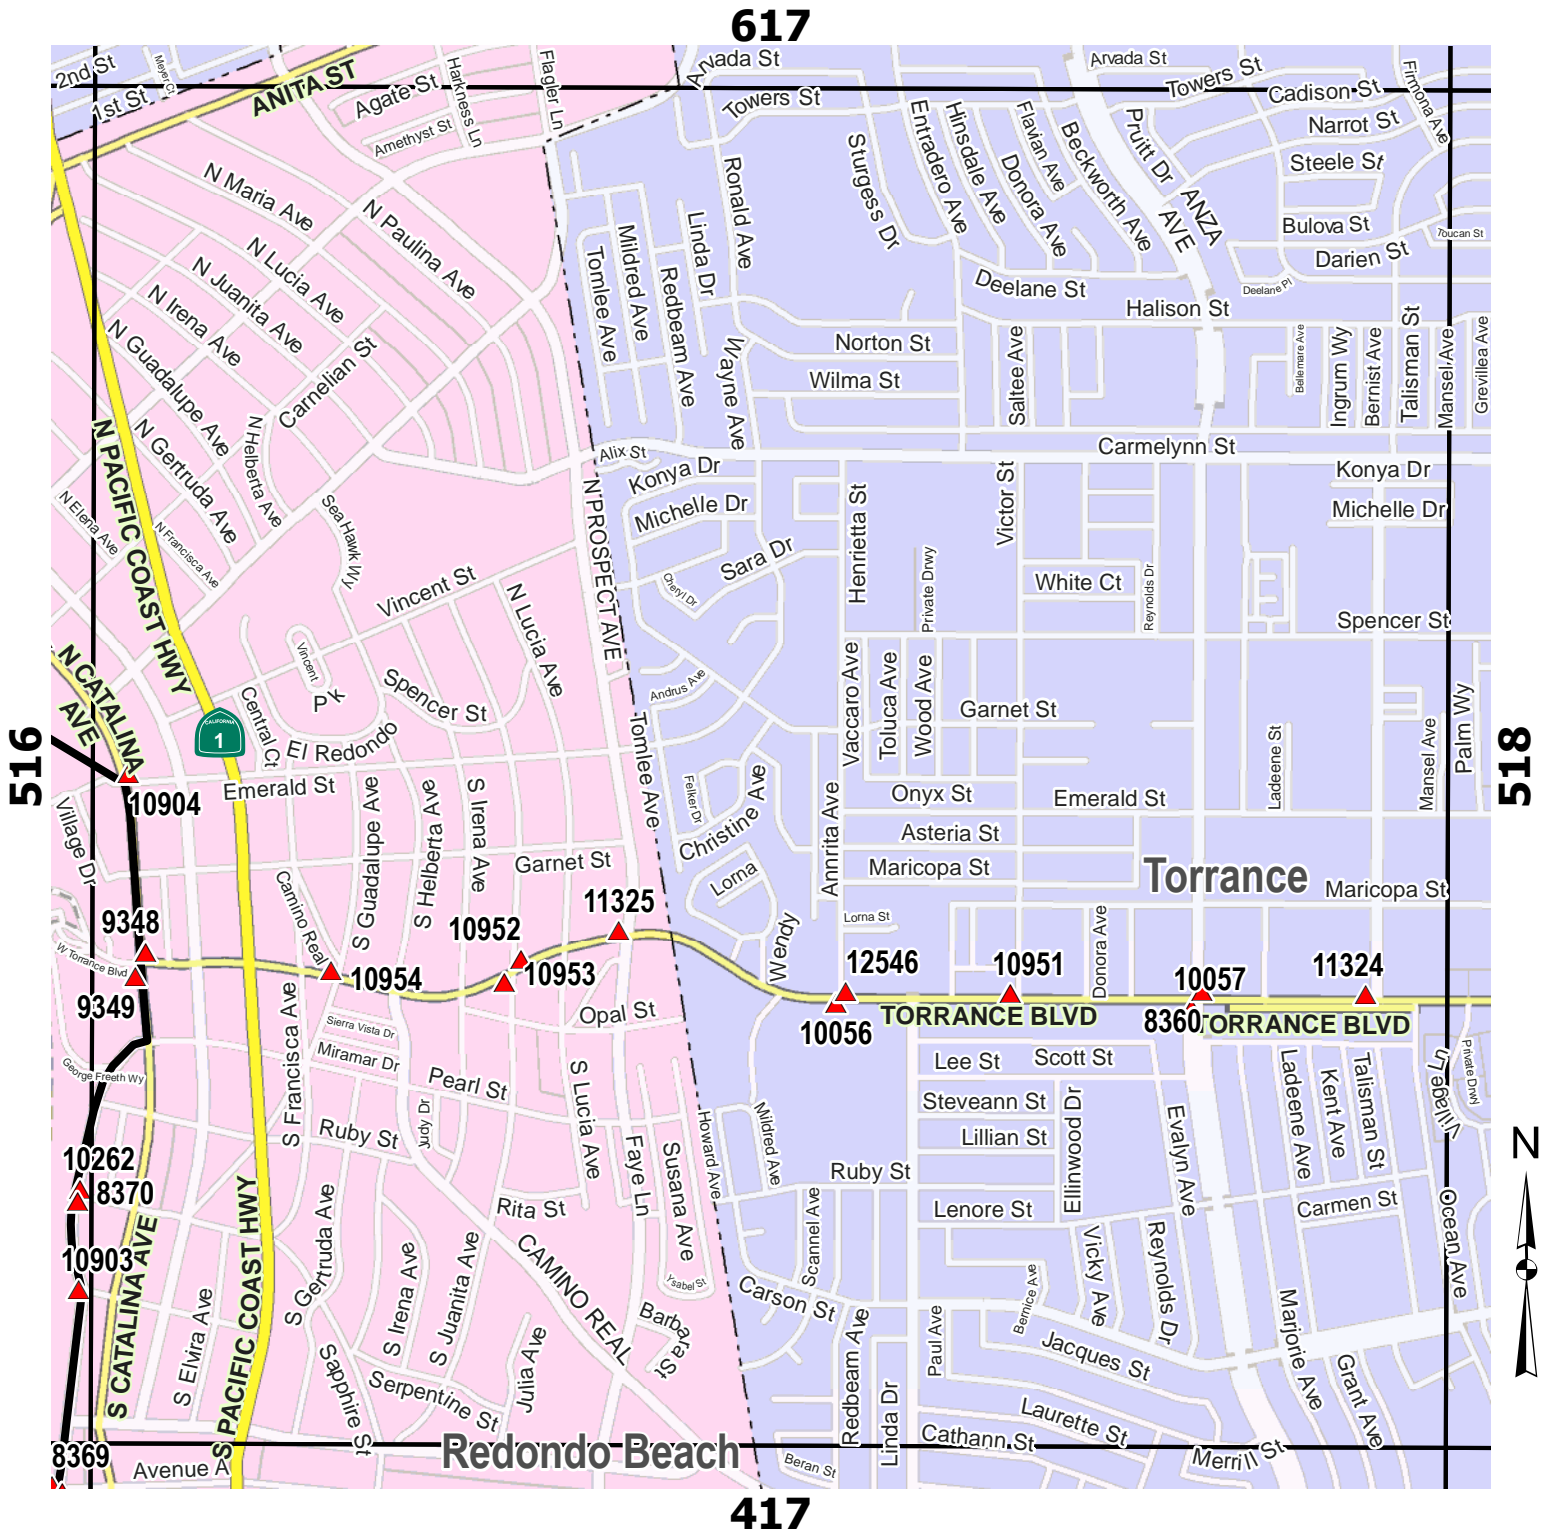 617
2nd St
Meyer Ct
1st St
ANITA ST
Agate St
Harkness Ln
Flagler Ln
Amethyst St
Arvada St
Towers St
Arvada St
Towers St
Cadison St
Firmona Ave
Narrot St
Steele St
Bulova St
Toucan St
Darien St
Deelane Pl
Sturgess Dr
Entradero Ave
Hinsdale Ave
Flavian Ave
Donora Ave
Beckworth Ave
Pruitt Dr
ANZA
AVE
Deelane St
Halison St
Ronald Ave
Linda Dr
Mildred Ave
Tomlee Ave
Redbeam Ave
Wayne Ave
Norton St
Wilma St
Saltee Ave
Bellemare Ave
Ingrum Wy
Bernist Ave
Talisman St
Mansel Ave
Grevillea Ave
N Maria Ave
N Paulina Ave
N Lucia Ave
N Juanita Ave
N Irena Ave
N Guadalupe Ave
Carnelian St
N Helberta Ave
N Gertruda Ave
N PACIFIC COAST HWY
N Elena Ave
N Francisca Ave
Sea Hawk Wy
Alix St
Konya Dr
Michelle Dr
Carmelynn St
Konya Dr
Michelle Dr
N PROSPECT AVE
Sara Dr
Cheryl Dr
Henrietta St
Victor St
Private Drwy
White Ct
Reynolds Dr
Spencer St
Vincent St
N Lucia Ave
N CATALINA
AVE
Vincent
Pk
Central Ct
Spencer St
El Redondo
Andrus Ave
Vaccaro Ave
Toluca Ave
Wood Ave
Garnet St
Palm Wy
Mansel Ave
Ladeene St
516
518
CALIFORNIA
1
10904
Emerald St
Tomlee Ave
Felker Dr
Christine Ave
Annrita Ave
Onyx St
Emerald St
Asteria St
Maricopa St
Torrance
Maricopa St
Village Dr
S Guadalupe Ave
S Helberta Ave
S Irena Ave
Garnet St
Lorna
Lorna St
Camino Real
9348
W Torrance Blvd
9349
10954
10952
10953
11325
Wendy
12546
10056
10951
Donora Ave
10057
8360
11324
TORRANCE BLVD
TORRANCE BLVD
Opal St
Sierra Vista Dr
Miramar Dr
George Freeth Wy
S Francisca Ave
Pearl St
S Lucia Ave
Lee St
Scott St
Ladeene Ave
Kent Ave
Talisman St
Village Ln
Private Drwy
Steveann St
Ellinwood Dr
Lillian St
Evalyn Ave
Howard Ave
Mildred Ave
Ruby St
Judy Dr
Faye Ln
Susana Ave
Ruby St
N
10262
8370
Rita St
Scannel Ave
Lenore St
Carmen St
Ocean Ave
10903
S CATALINA AVE
S PACIFIC COAST HWY
S Gertruda Ave
S Irena Ave
S Juanita Ave
CAMINO REAL
Ysabel St
Barbara St
Carson St
Bernice Ave
Vicky Ave
Reynolds Dr
S Elvira Ave
Sapphire St
Serpentine St
Julia Ave
Redbeam Ave
Linda Dr
Paul Ave
Jacques St
Marjorie Ave
Grant Ave
Laurette St
Cathann St
Merrill St
Beran St
8369
Avenue A
Redondo Beach
417